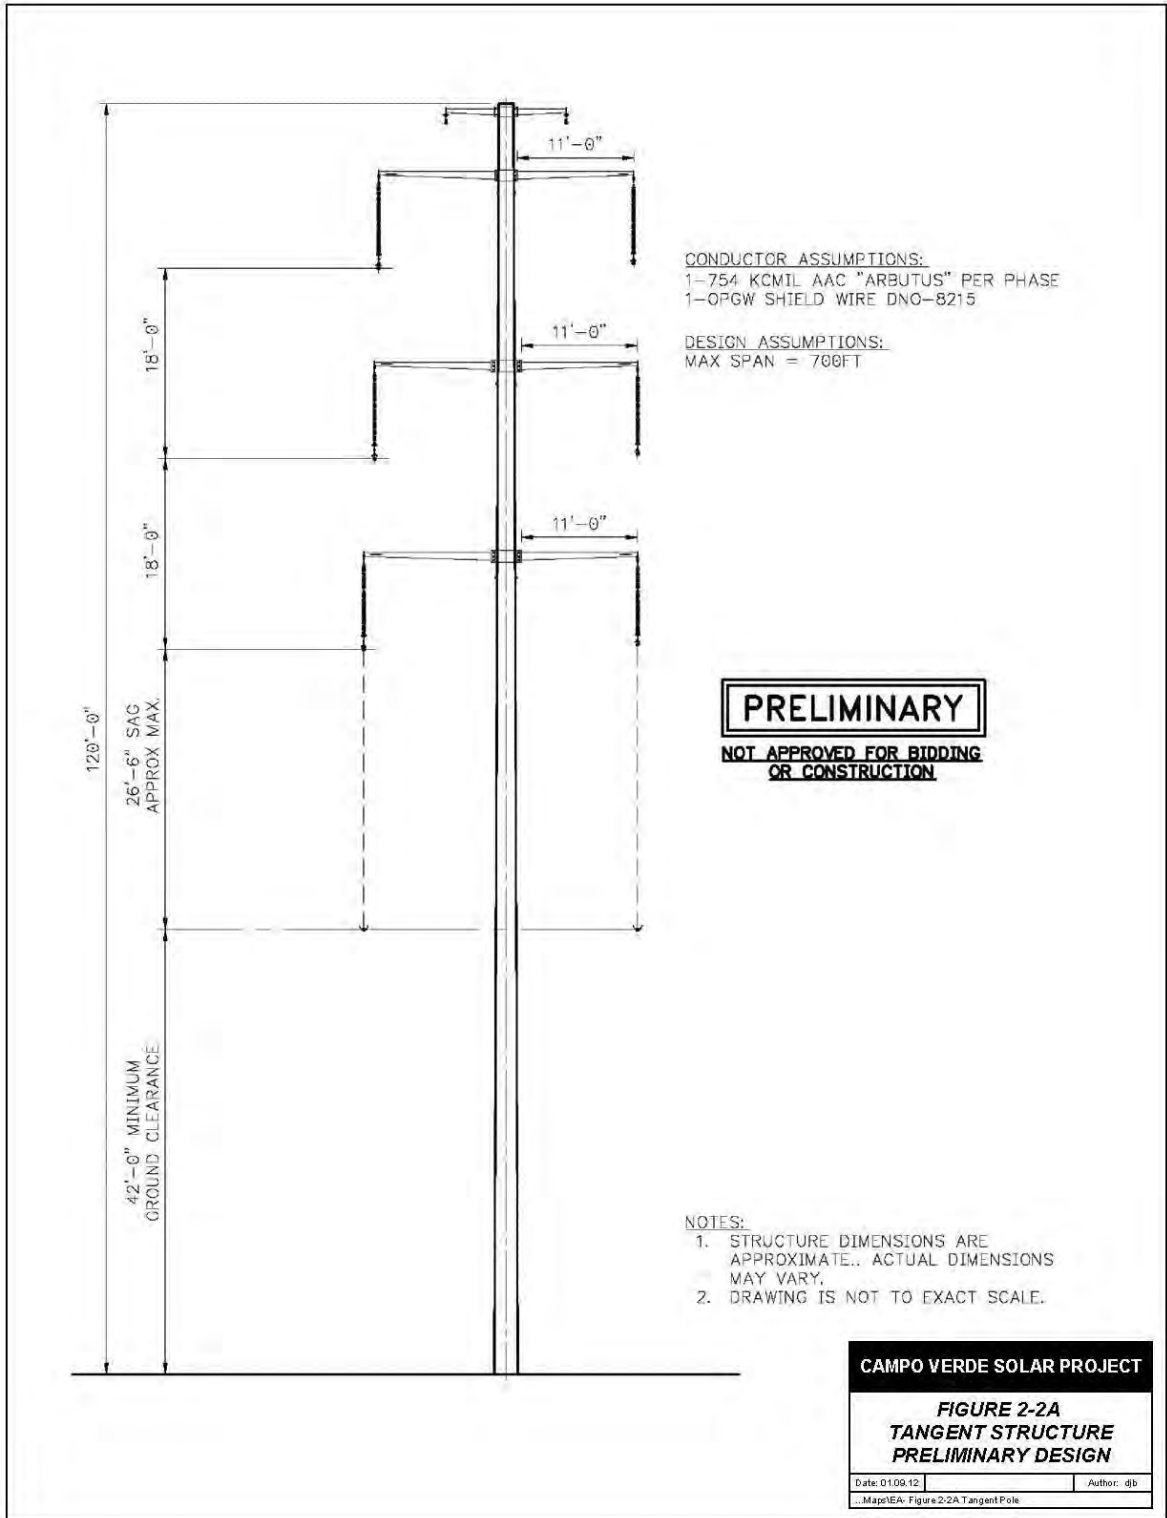 11'-0"
CONDUCTOR ASSUMPTIONS:
1-754 KCMIL AAC "ARBUTUS" PER PHASE
1-OPGW SHIELD WIRE DNO-8215
18'-0"
11'-0"
DESIGN ASSUMPTIONS:
MAX SPAN = 700FT
18'-0"
11'-0"
120'-0"
26'-6" SAG
APPROX MAX.
PRELIMINARY
NOT APPROVED FOR BIDDING
OR CONSTRUCTION
42'-0" MINIMUM
GROUND CLEARANCE
NOTES:
1. STRUCTURE DIMENSIONS ARE
APPROXIMATE.. ACTUAL DIMENSIONS
MAY VARY.
2. DRAWING IS NOT TO EXACT SCALE.
CAMPO VERDE SOLAR PROJECT
FIGURE 2-2A
TANGENT STRUCTURE
PRELIMINARY DESIGN
Date: 01.09.12 Author: djb
...Maps\EA- Figure 2-2A Tangent Pole